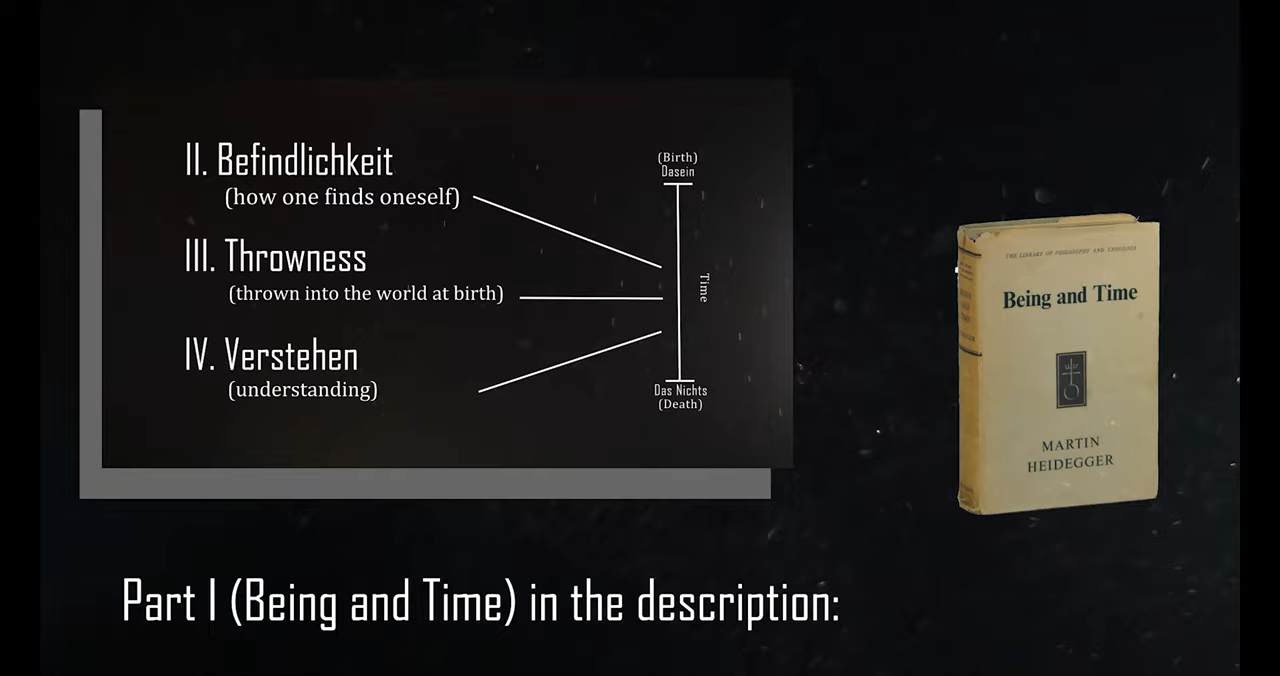 II. Befindlichkeit
(how one finds oneself)
III. Throwness
(thrown into the world at birth)
IV. Verstehen
(understanding)
(Birth)
Dasein
Time
Das Nichts
(Death)
THE LIBRARY OF PHILOSOPHY AND THEOLOGY
Being and Time
MARTIN
HEIDEGGER
Part I (Being and Time) in the description: